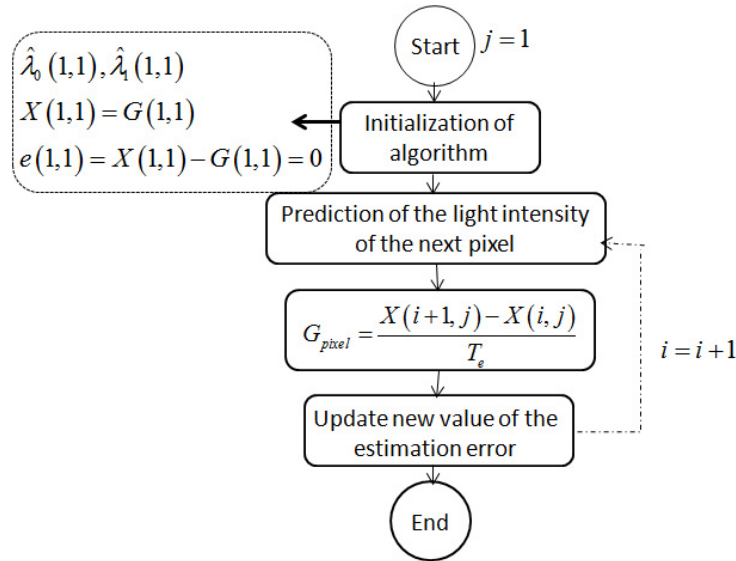 Start
j = 1
λ̂₀(1,1), λ̂₁(1,1)
X(1,1) = G(1,1)
e(1,1) = X(1,1) − G(1,1) = 0
Initialization of
algorithm
Prediction of the light intensity
of the next pixel
G_pixel = (X(i+1, j) − X(i, j)) / T_e
i = i + 1
Update new value of the
estimation error
End